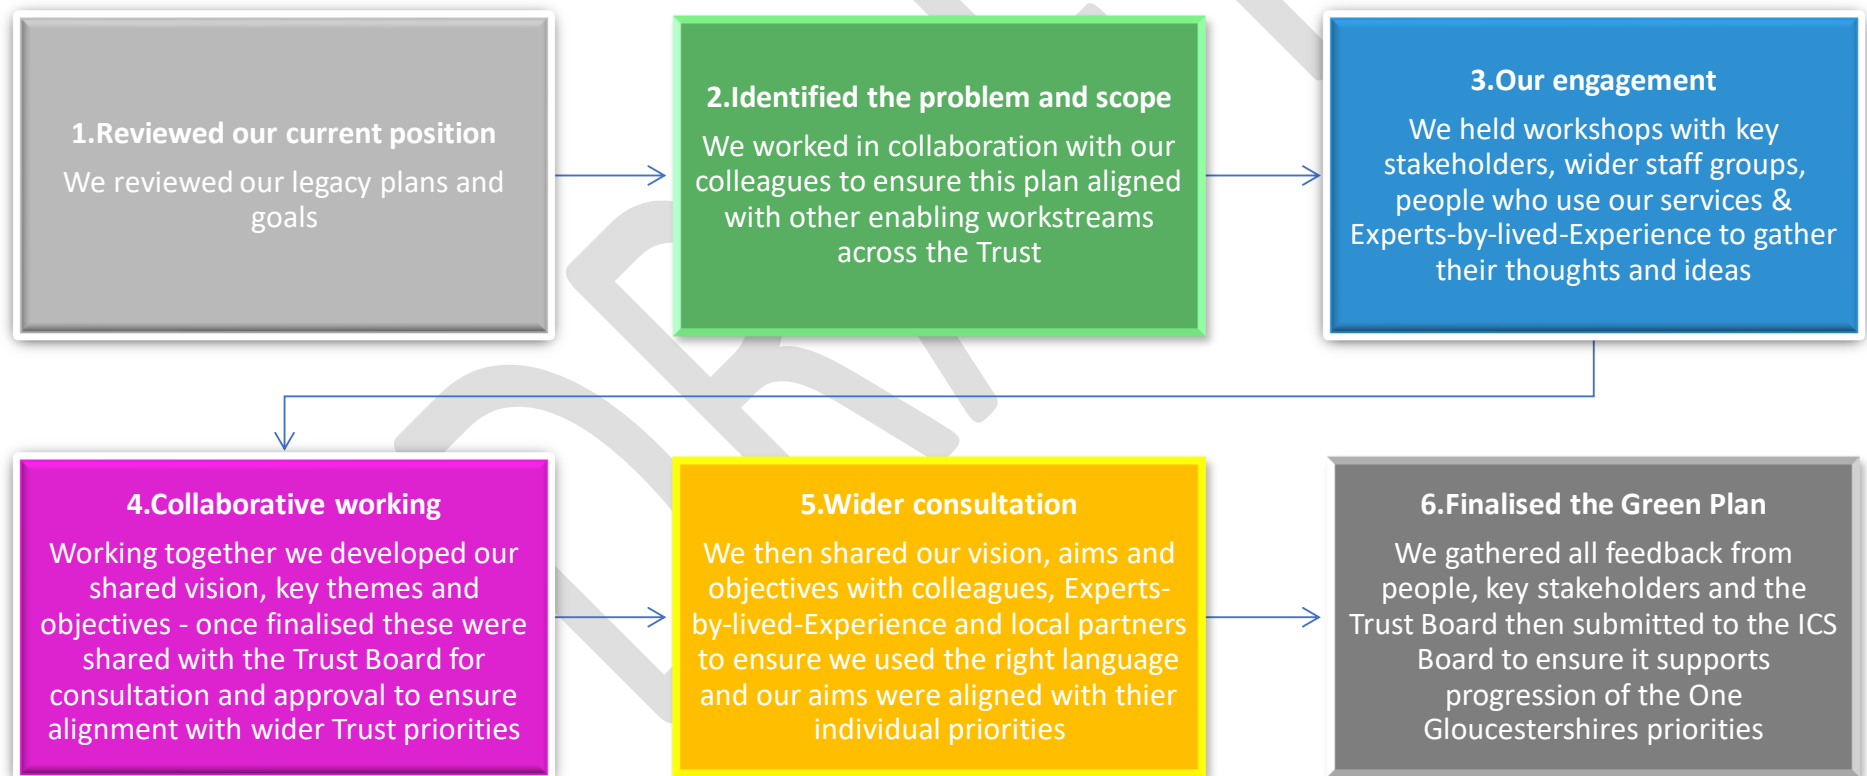 1.Reviewed our current position
We reviewed our legacy plans and
goals
2.Identified the problem and scope
We worked in collaboration with our
colleagues to ensure this plan aligned
with other enabling workstreams
across the Trust
3.Our engagement
We held workshops with key
stakeholders, wider staff groups,
people who use our services &
Experts-by-lived-Experience to gather
their thoughts and ideas
4.Collaborative working
Working together we developed our
shared vision, key themes and
objectives - once finalised these were
shared with the Trust Board for
consultation and approval to ensure
alignment with wider Trust priorities
5.Wider consultation
We then shared our vision, aims and
objectives with colleagues, Experts-
by-lived-Experience and local partners
to ensure we used the right language
and our aims were aligned with thier
individual priorities
6.Finalised the Green Plan
We gathered all feedback from
people, key stakeholders and the
Trust Board then submitted to the ICS
Board to ensure it supports
progression of the One
Gloucestershires priorities